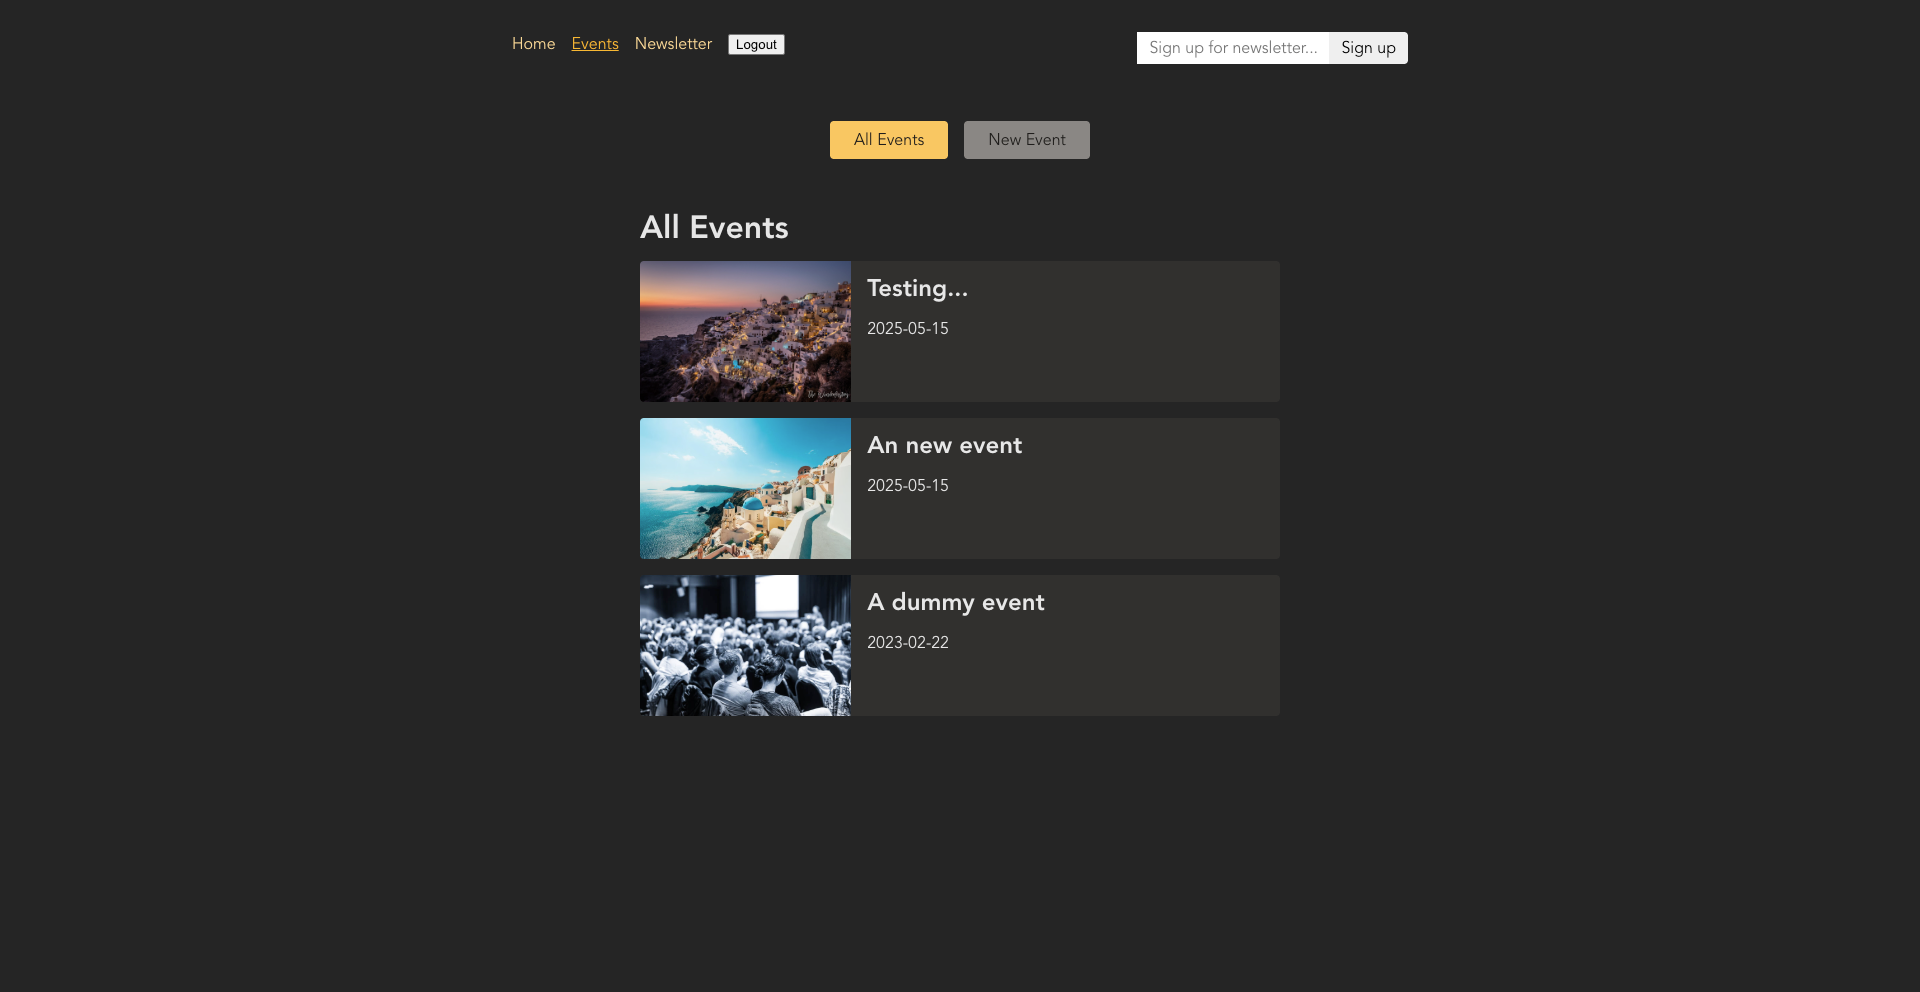 Home Events Newsletter Logout
Sign up for newsletter... Sign up
All Events New Event
All Events
Testing...
2025-05-15
An new event
2025-05-15
A dummy event
2023-02-22